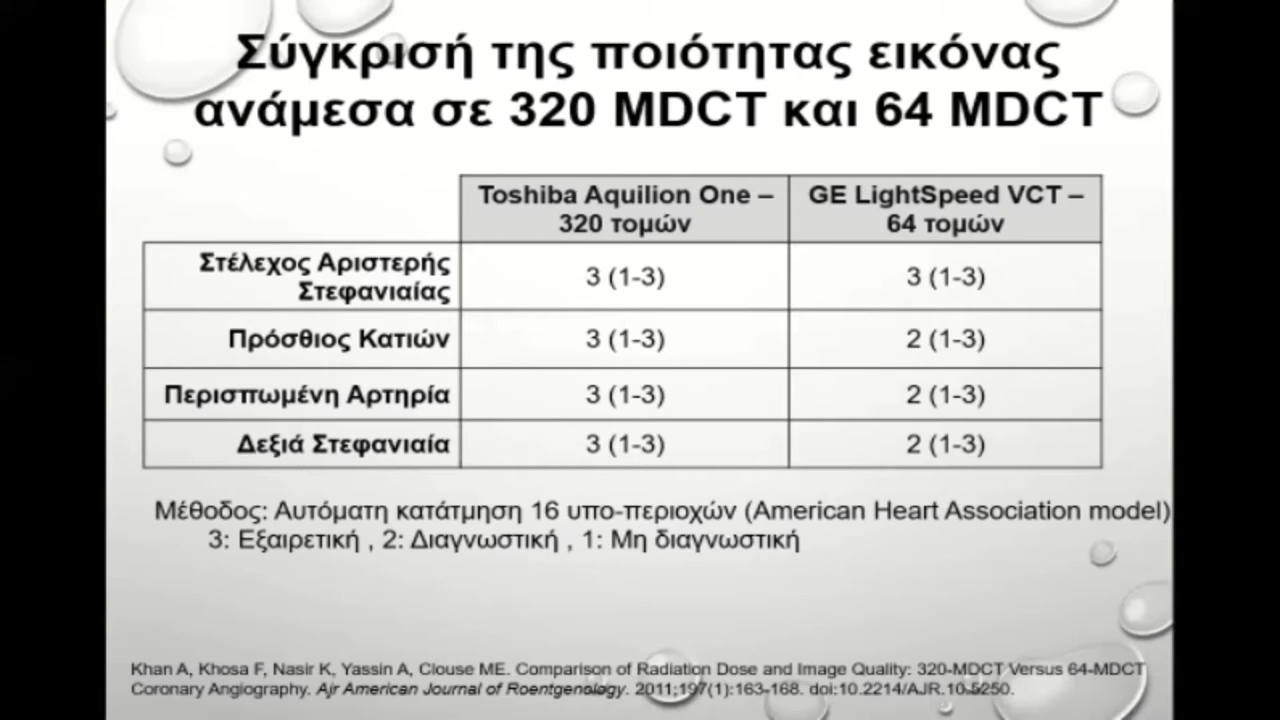 Σύγκρισή της ποιότητας εικόνας
ανάμεσα σε 320 MDCT και 64 MDCT
Toshiba Aquilion One –
320 τομών
GE LightSpeed VCT –
64 τομών
Στέλεχος Αριστερής
Στεφανιαίας
3 (1-3)
3 (1-3)
Πρόσθιος Κατιών
3 (1-3)
2 (1-3)
Περισπωμένη Αρτηρία
3 (1-3)
2 (1-3)
Δεξιά Στεφανιαία
3 (1-3)
2 (1-3)
Μέθοδος: Αυτόματη κατάτμηση 16 υπο-περιοχών (American Heart Association model)
3: Εξαιρετική , 2: Διαγνωστική , 1: Μη διαγνωστική
Khan A, Khosa F, Nasir K, Yassin A, Clouse ME. Comparison of Radiation Dose and Image Quality: 320-MDCT Versus 64-MDCT
Coronary Angiography. Ajr American Journal of Roentgenology. 2011;197(1):163-168. doi:10.2214/AJR.10.5250.